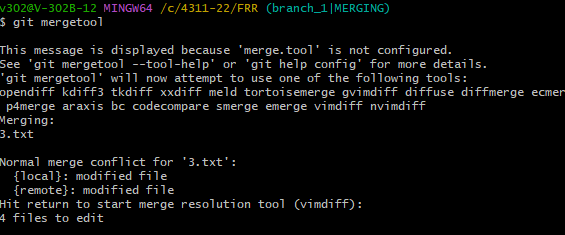 v302@V-302B-12 MINGW64 /c/4311-22/FRR (branch_1|MERGING)
$ git mergetool

This message is displayed because 'merge.tool' is not configured.
See 'git mergetool --tool-help' or 'git help config' for more details.
'git mergetool' will now attempt to use one of the following tools:
opendiff kdiff3 tkdiff xxdiff meld tortoisemerge gvimdiff diffuse diffmerge ecmer
p4merge araxis bc codecompare smerge emerge vimdiff nvimdiff
Merging:
3.txt

Normal merge conflict for '3.txt':
  {local}: modified file
  {remote}: modified file
Hit return to start merge resolution tool (vimdiff):
4 files to edit